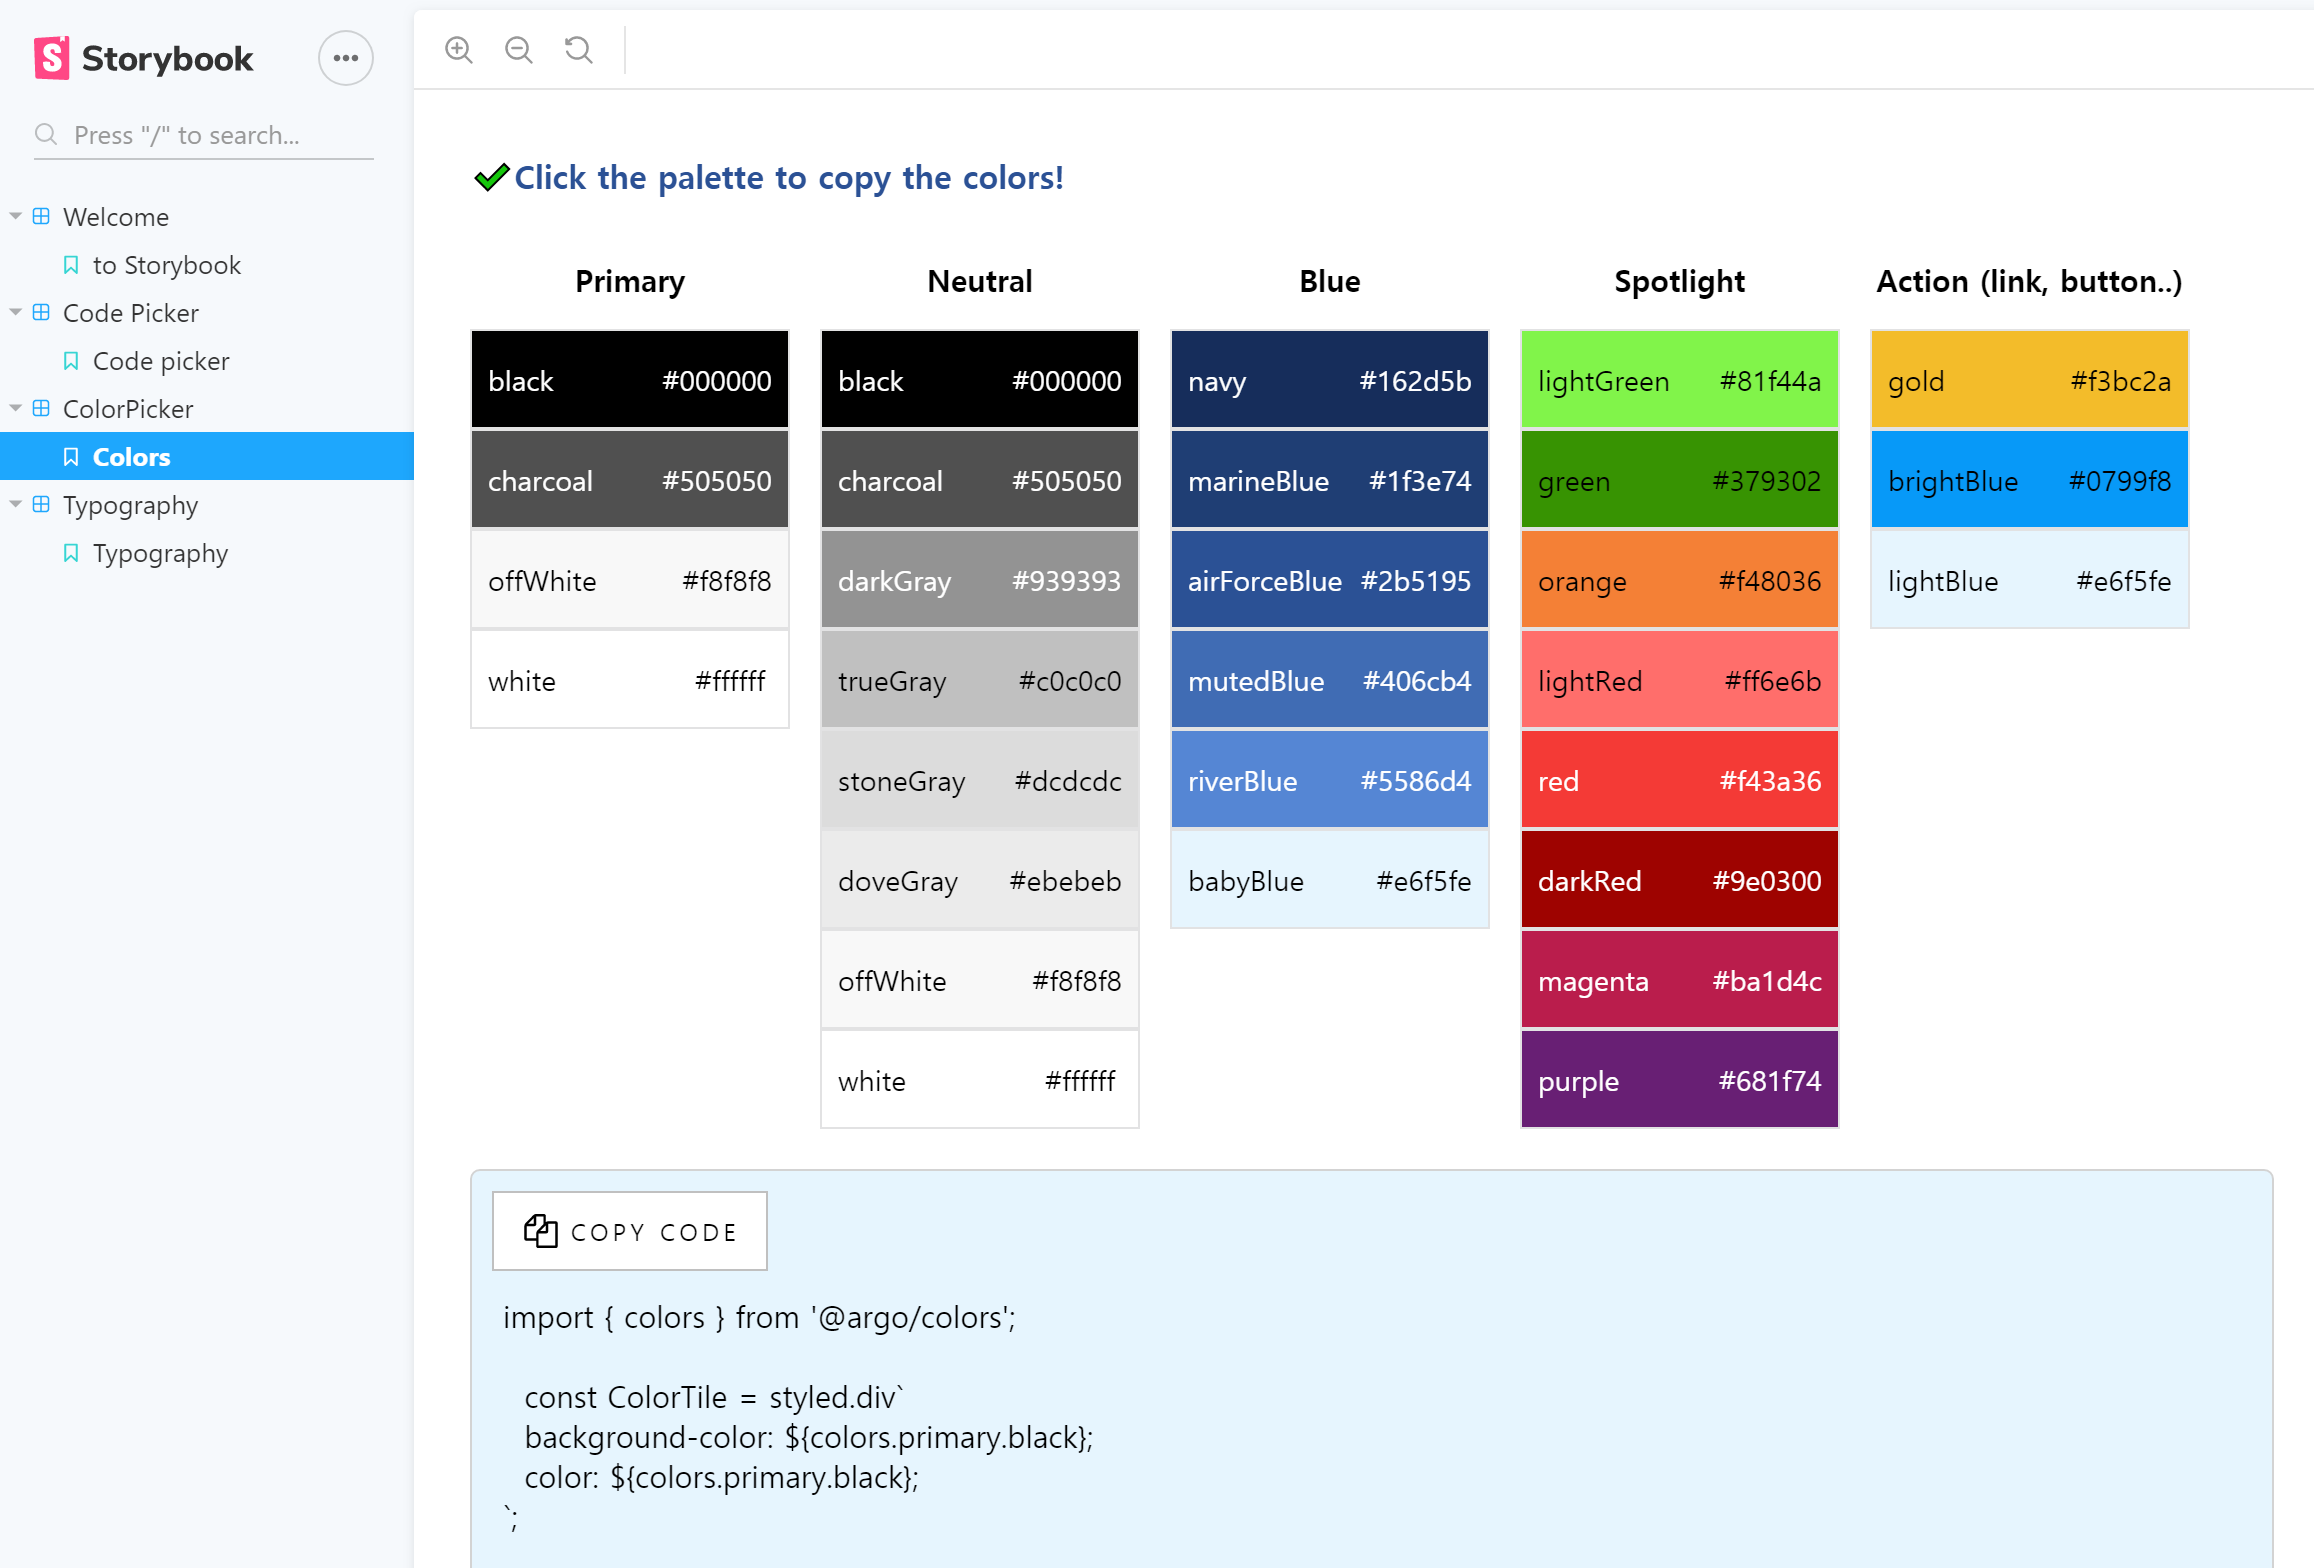 Storybook
Press "/" to search...
Welcome
to Storybook
Code Picker
Code picker
ColorPicker
Colors
Typography
Typography
Click the palette to copy the colors!
Primary
black #000000
charcoal #505050
offWhite #f8f8f8
white #ffffff
Neutral
black #000000
charcoal #505050
darkGray #939393
trueGray #c0c0c0
stoneGray #dcdcdc
doveGray #ebebeb
offWhite #f8f8f8
white #ffffff
Blue
navy #162d5b
marineBlue #1f3e74
airForceBlue #2b5195
mutedBlue #406cb4
riverBlue #5586d4
babyBlue #e6f5fe
Spotlight
lightGreen #81f44a
green #379302
orange #f48036
lightRed #ff6e6b
red #f43a36
darkRed #9e0300
magenta #ba1d4c
purple #681f74
Action (link, button..)
gold #f3bc2a
brightBlue #0799f8
lightBlue #e6f5fe
COPY CODE
import { colors } from '@argo/colors';
const ColorTile = styled.div`
background-color: ${colors.primary.black};
color: ${colors.primary.black};
`;